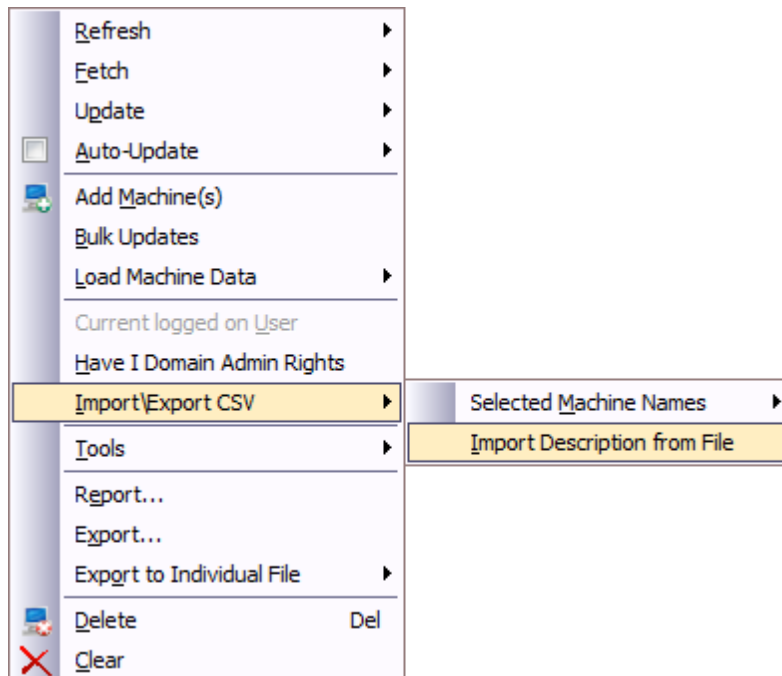 Refresh
Fetch
Update
Auto-Update
Add Machine(s)
Bulk Updates
Load Machine Data
Current logged on User
Have I Domain Admin Rights
Import\Export CSV
Selected Machine Names
Import Description from File
Tools
Report...
Export...
Export to Individual File
Delete Del
Clear